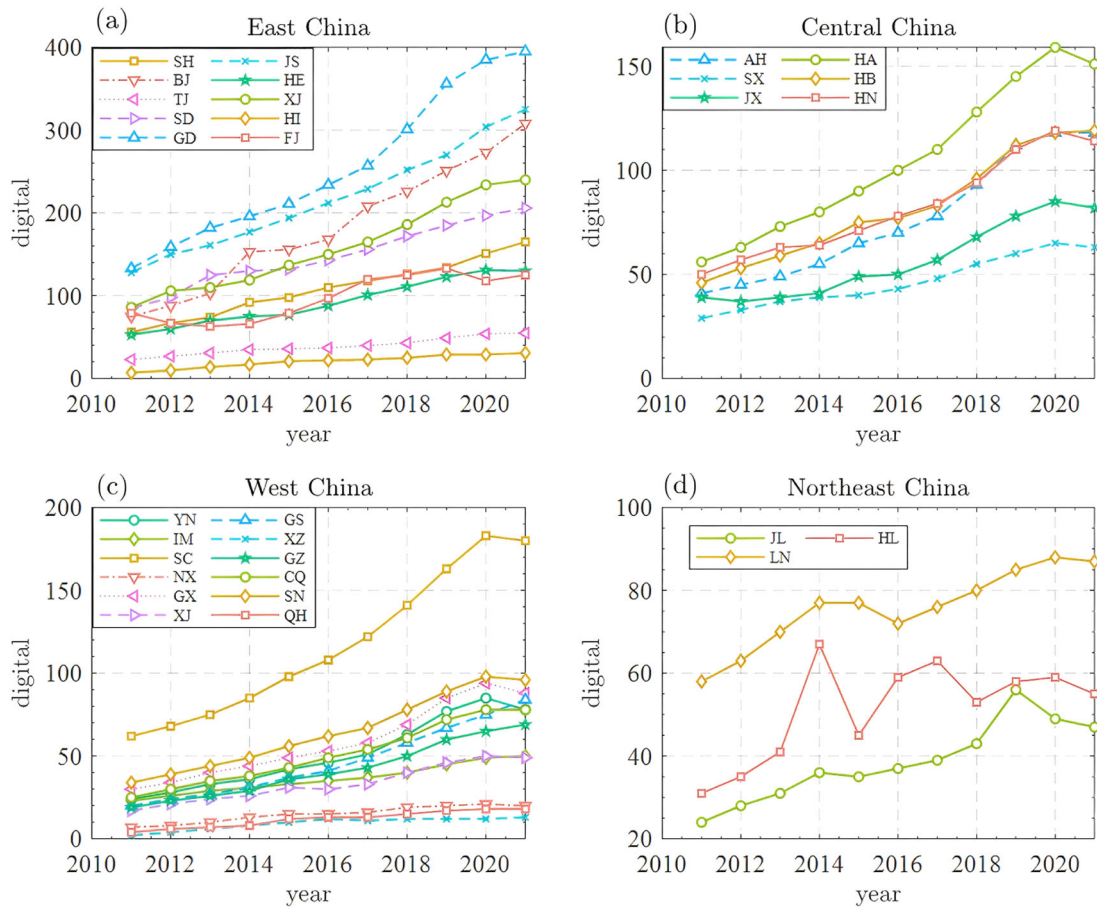 (a) East China
400
300
200
100
0
digital
SH JS
BJ HE
TJ XJ
SD HI
GD FJ
2010 2012 2014 2016 2018 2020
year
(b) Central China
150
100
50
0
digital
AH HA
SX HB
JX HN
2010 2012 2014 2016 2018 2020
year
(c) West China
200
150
100
50
0
digital
YN GS
IM XZ
SC GZ
NX CQ
GX SN
XJ QH
2010 2012 2014 2016 2018 2020
year
(d) Northeast China
100
80
60
40
20
digital
JL HL
LN
2010 2012 2014 2016 2018 2020
year